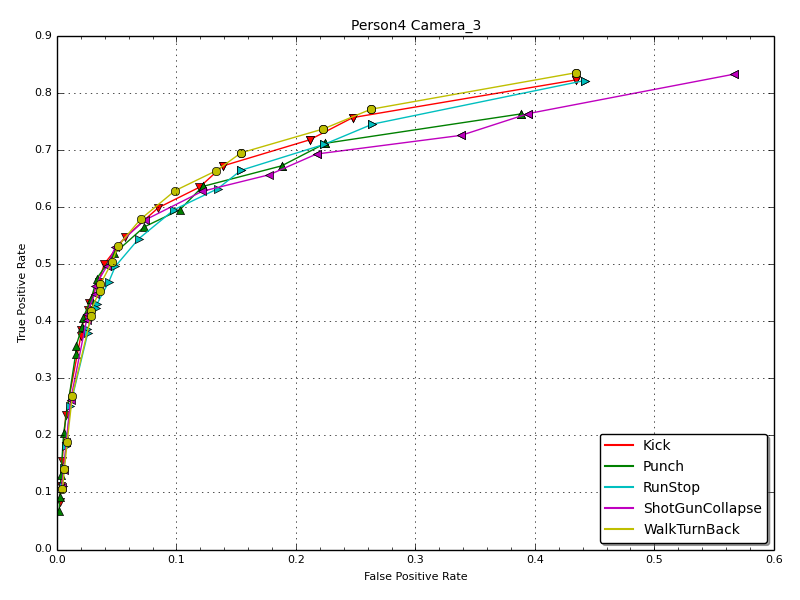 Person4 Camera_3
0.9
0.8
0.7
0.6
0.5
0.4
0.3
0.2
0.1
0.0
True Positive Rate
0.0 0.1 0.2 0.3 0.4 0.5 0.6
False Positive Rate
Kick
Punch
RunStop
ShotGunCollapse
WalkTurnBack